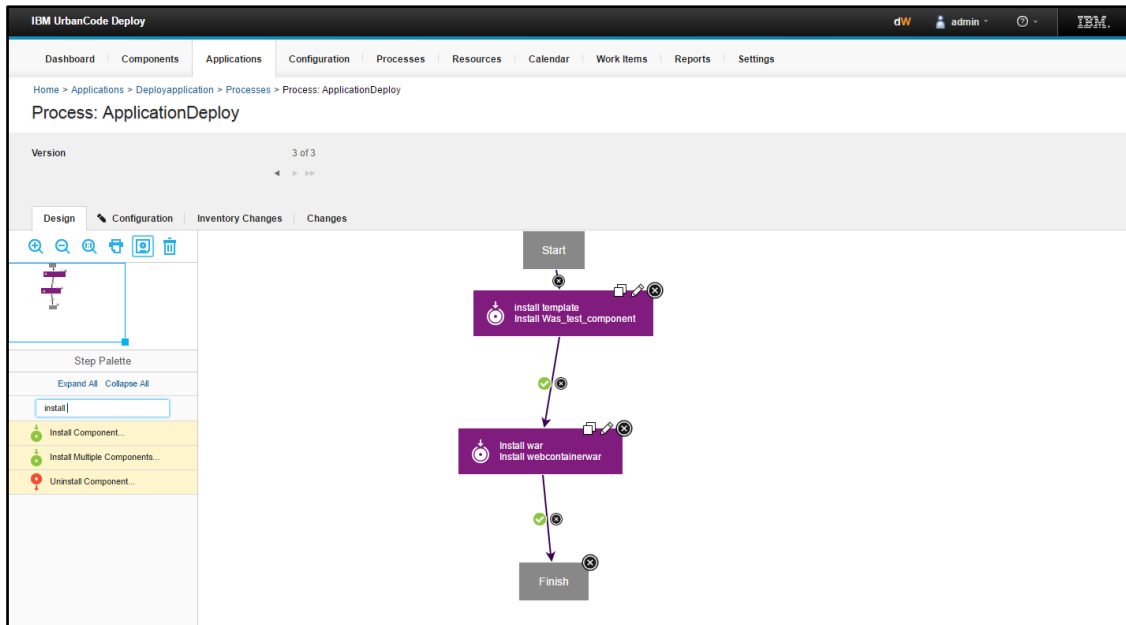 IBM UrbanCode Deploy
dW admin IBM.
Dashboard Components Applications Configuration Processes Resources Calendar Work Items Reports Settings
Home > Applications > Deployapplication > Processes > Process: ApplicationDeploy
Process: ApplicationDeploy
Version 3 of 3
Design Configuration Inventory Changes Changes
Start
install template
Install Was_test_component
Step Palette
Expand All Collapse All
install
Install Component...
Install Multiple Components...
Uninstall Component...
Install war
Install webcontainerwar
Finish